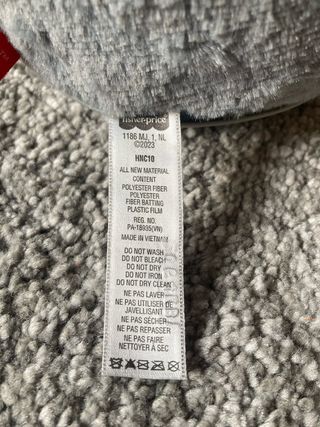 fisher-price
1186 MJ, 1, NL
©2023
HNC10
ALL NEW MATERIAL
CONTENT
POLYESTER FIBER
POLYESTER
FIBER BATTING
PLASTIC FILM
REG. NO.
PA-18935(VN)
MADE IN VIETNAM
DO NOT WASH
DO NOT BLEACH
DO NOT DRY
DO NOT IRON
DO NOT DRY CLEAN
NE PAS LAVER
NE PAS UTILISER DE
JAVELLISANT
NE PAS SÉCHER
NE PAS REPASSER
NE PAS FAIRE
NETTOYER À SEC